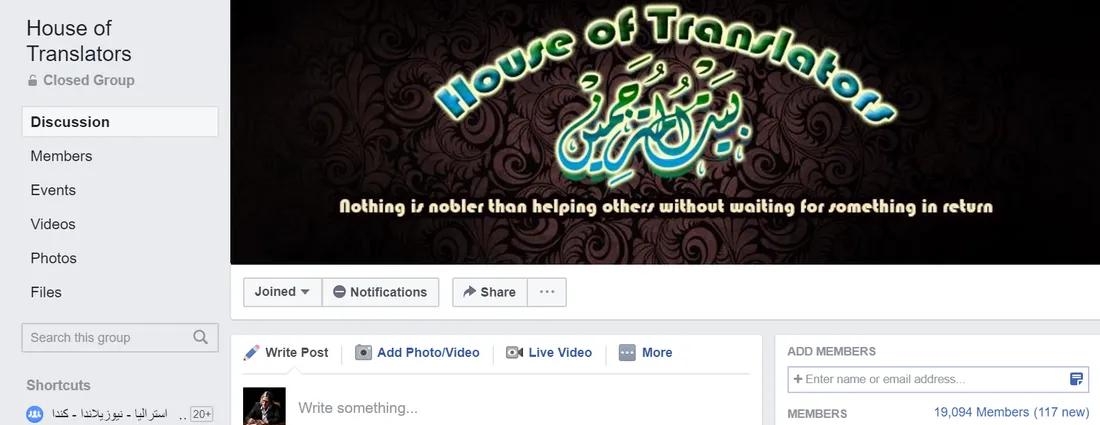 House of
Translators
Closed Group
Discussion
Members
Events
Videos
Photos
Files
Search this group
Shortcuts
استراليا - نيوزيلاندا - كندا ..
20+
House of Translators
بيت المترجمين
Nothing is nobler than helping others without waiting for something in return
Joined
Notifications
Share
Write Post
Add Photo/Video
Live Video
More
Write something...
ADD MEMBERS
+ Enter name or email address...
MEMBERS
19,094 Members (117 new)